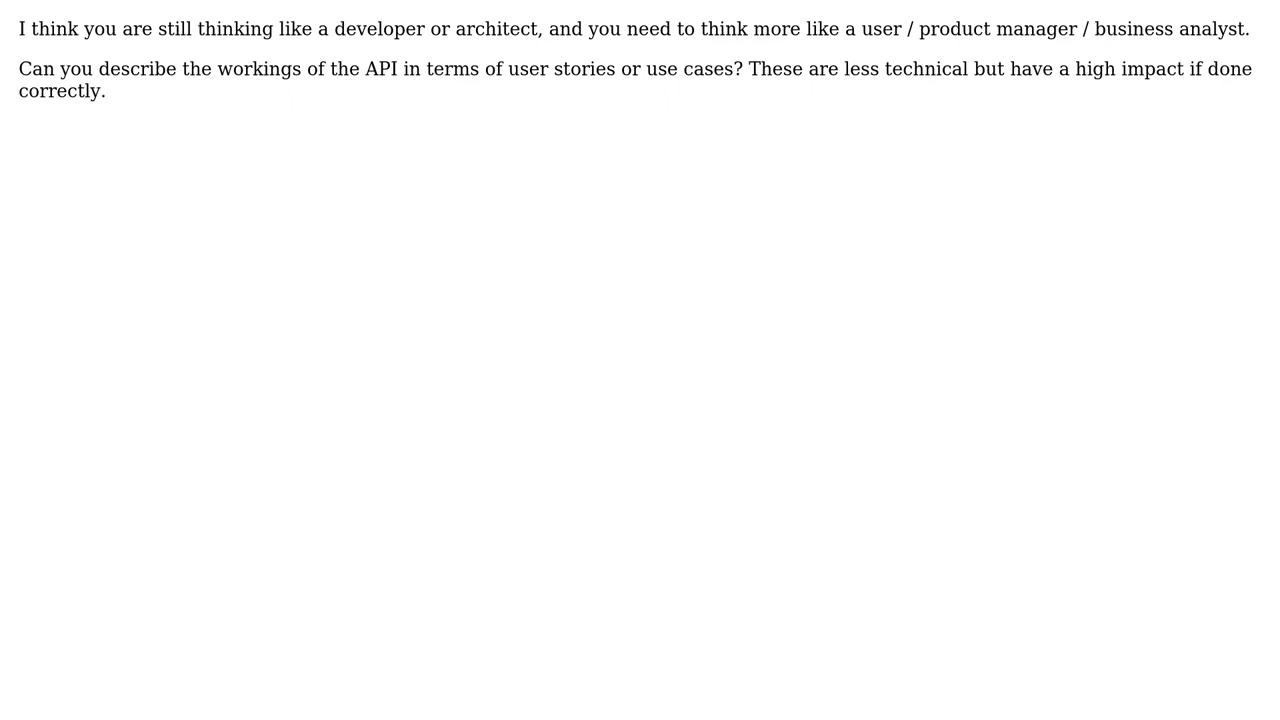 I think you are still thinking like a developer or architect, and you need to think more like a user / product manager / business analyst.
Can you describe the workings of the API in terms of user stories or use cases? These are less technical but have a high impact if done
correctly.